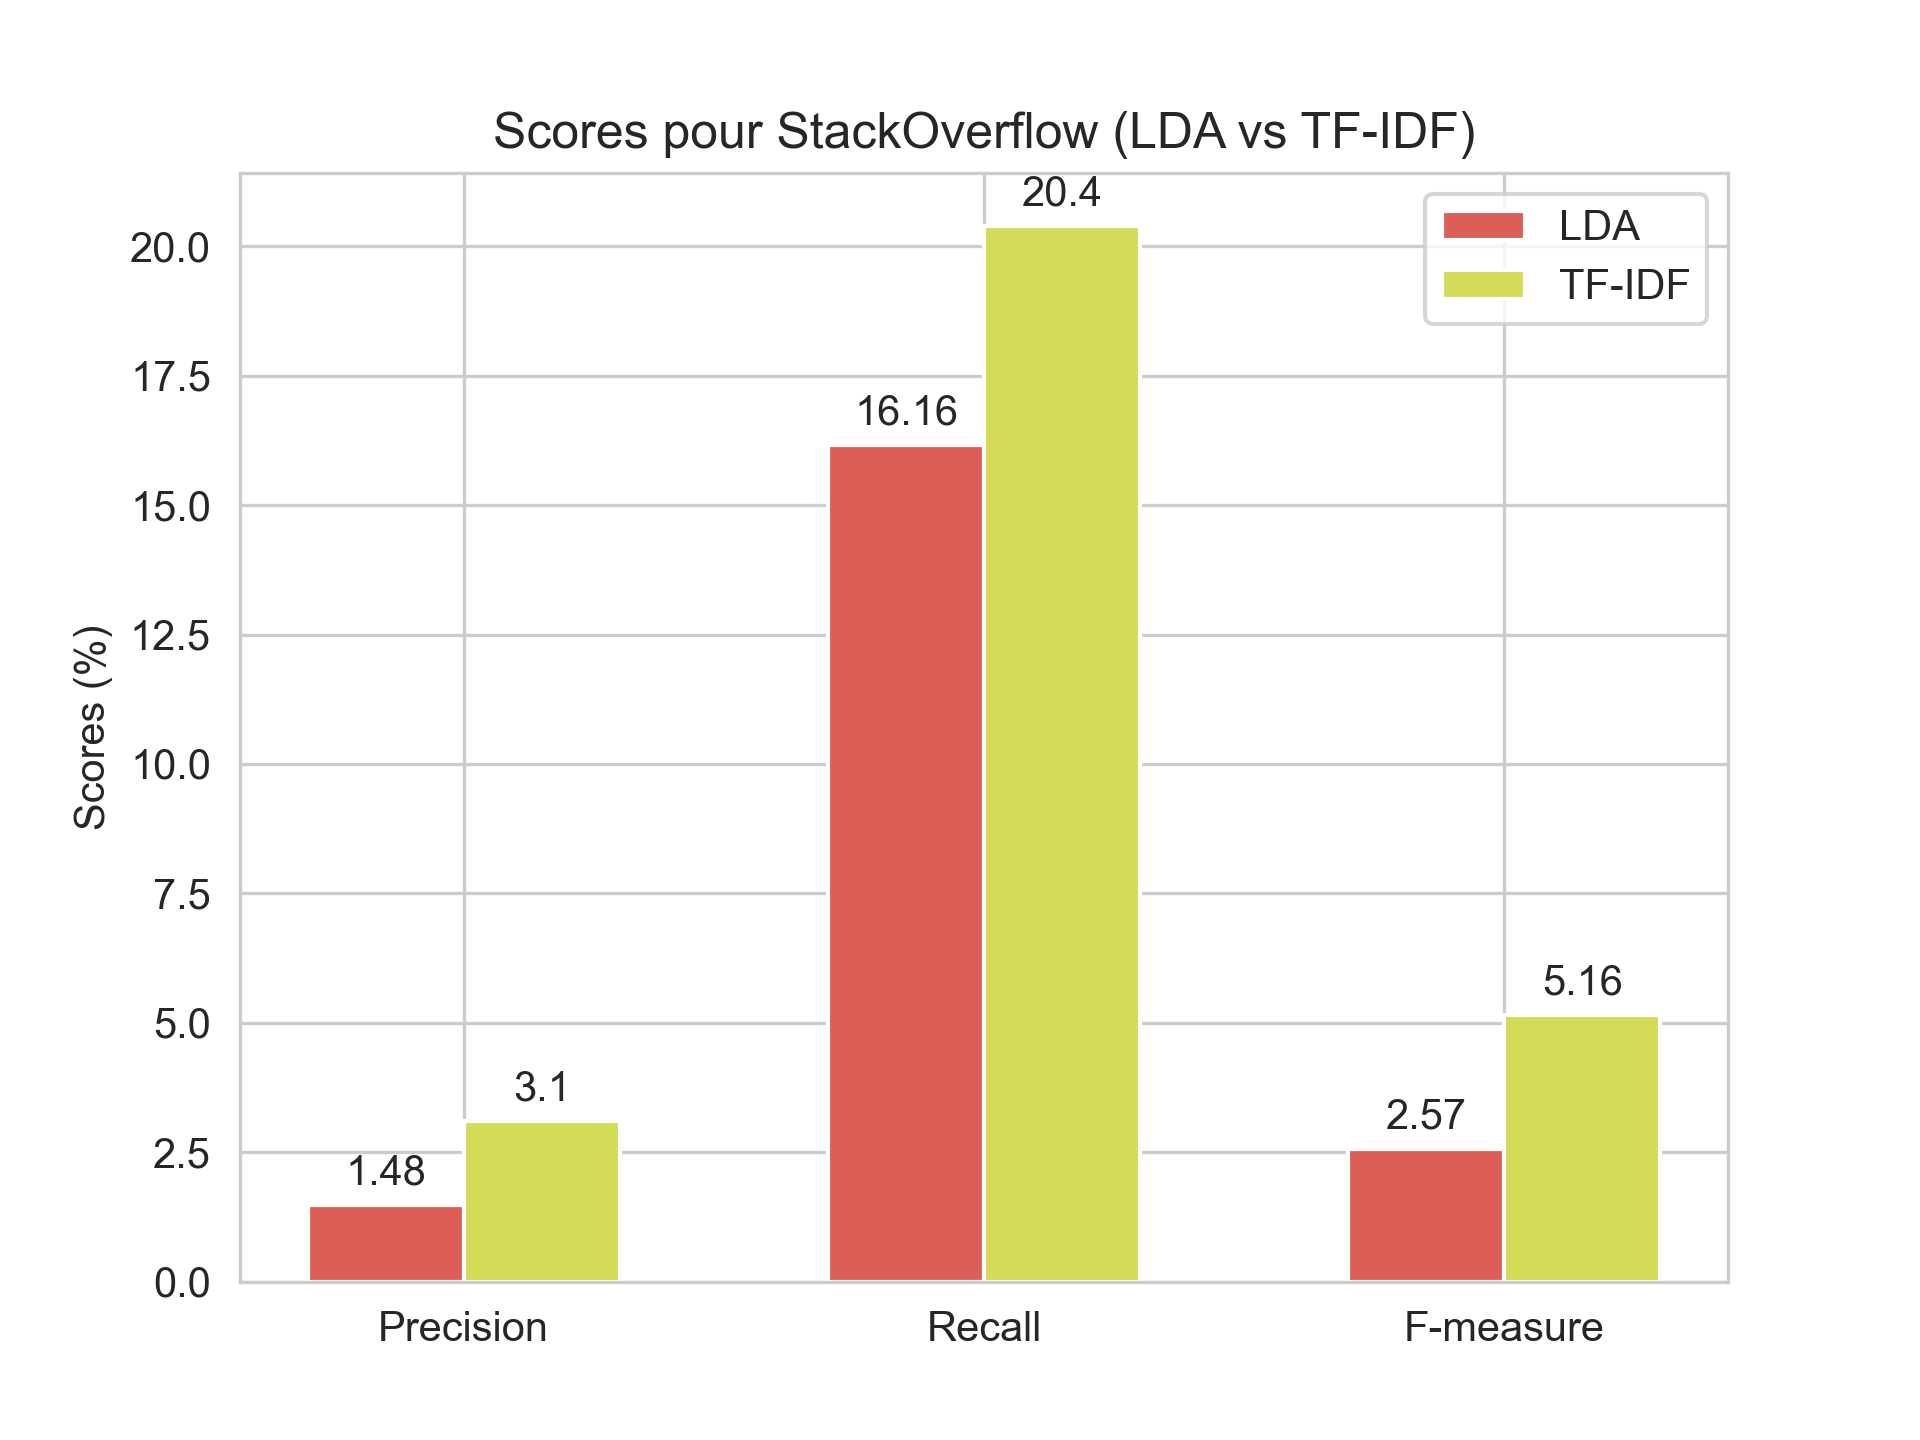 Scores pour StackOverflow (LDA vs TF-IDF)
LDA
TF-IDF
Scores (%)
20.0
17.5
15.0
12.5
10.0
7.5
5.0
2.5
0.0
1.48
3.1
16.16
20.4
2.57
5.16
Precision
Recall
F-measure